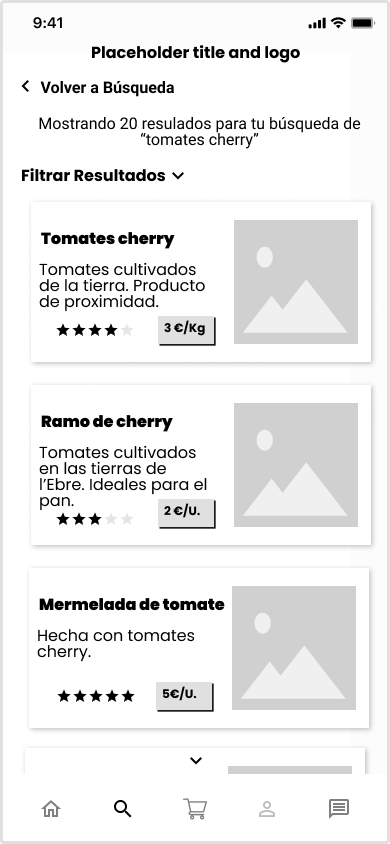 9:41
Placeholder title and logo
Volver a Búsqueda
Mostrando 20 resulados para tu búsqueda de
“tomates cherry”
Filtrar Resultados
Tomates cherry
Tomates cultivados
de la tierra. Producto
de proximidad.
3 €/Kg
Ramo de cherry
Tomates cultivados
en las tierras de
l’Ebre. Ideales para el
pan.
2 €/U.
Mermelada de tomate
Hecha con tomates
cherry.
5€/U.